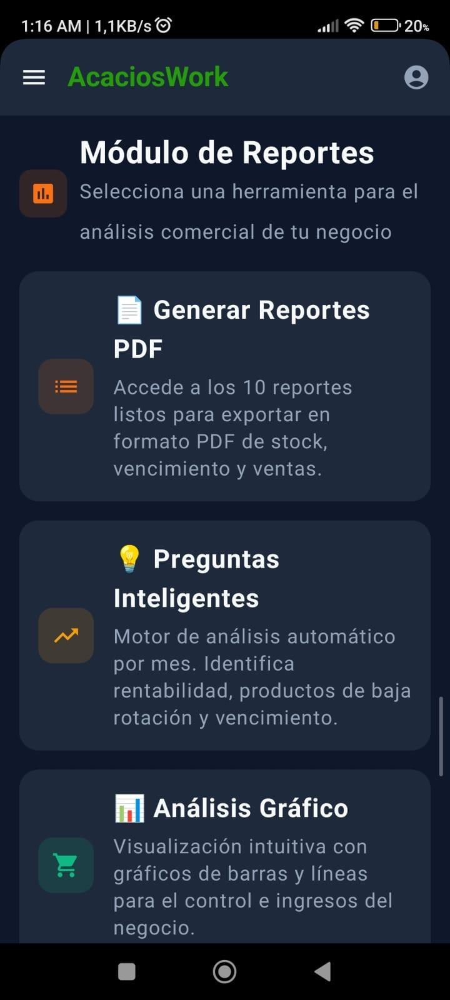 1:16 AM | 1,1KB/s 20%
AcaciosWork
Módulo de Reportes
Selecciona una herramienta para el
análisis comercial de tu negocio
Generar Reportes
PDF
Accede a los 10 reportes
listos para exportar en
formato PDF de stock,
vencimiento y ventas.
Preguntas
Inteligentes
Motor de análisis automático
por mes. Identifica
rentabilidad, productos de baja
rotación y vencimiento.
Análisis Gráfico
Visualización intuitiva con
gráficos de barras y líneas
para el control e ingresos del
negocio.